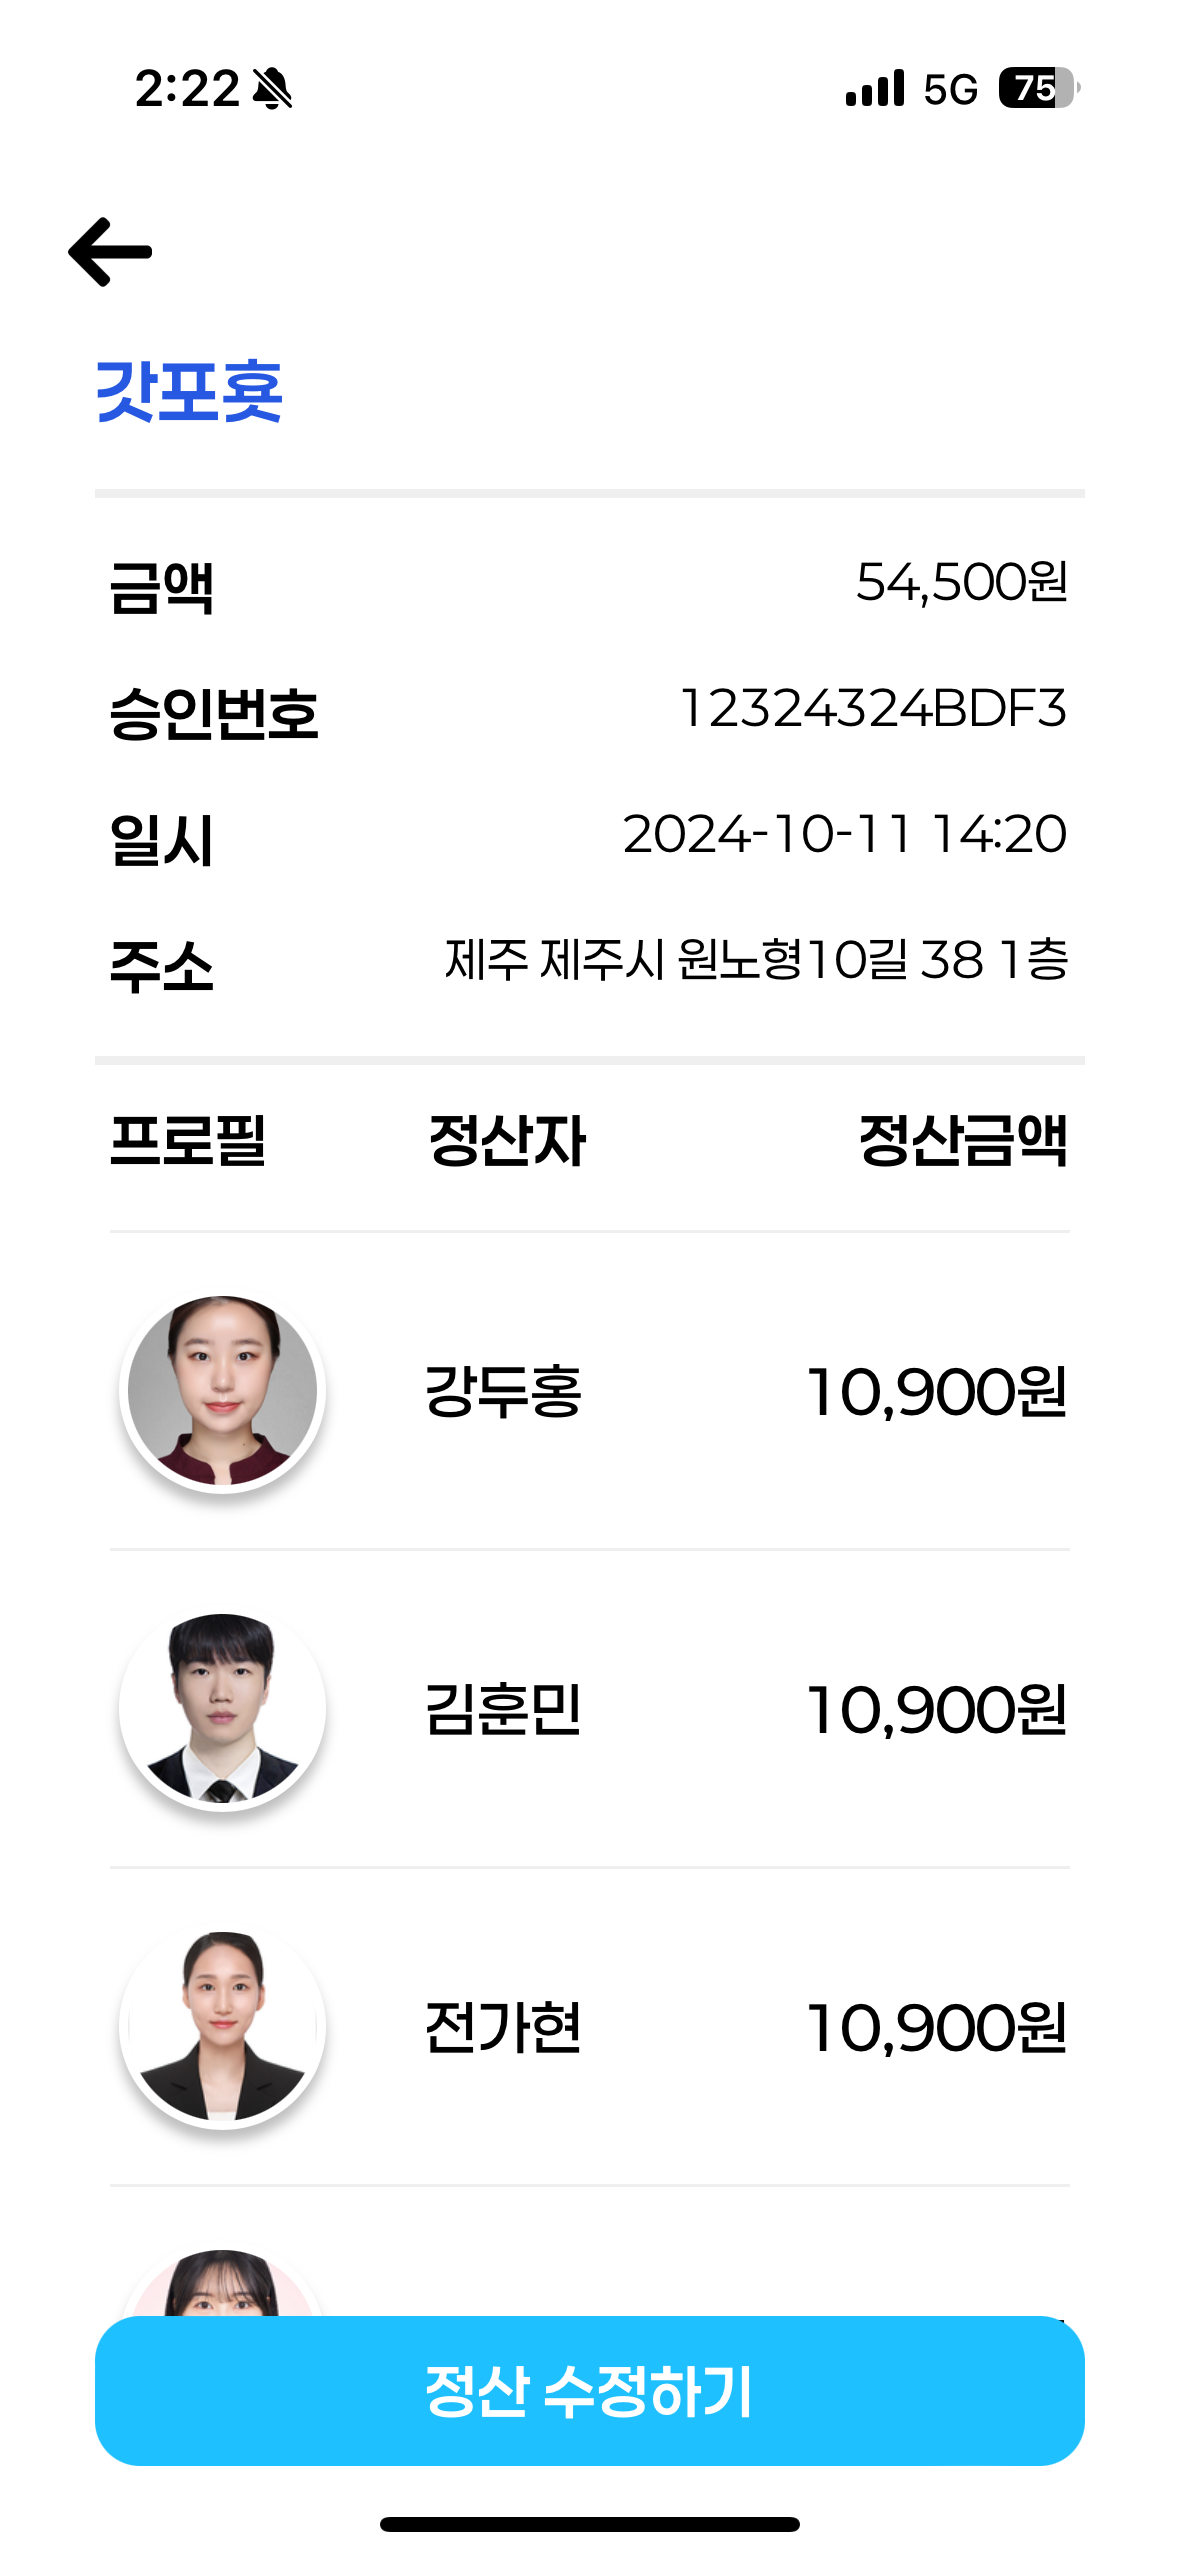 2:22 5G 75
갓포횻
금액 54,500원
승인번호 12324324BDF3
일시 2024-10-11 14:20
주소 제주 제주시 원노형10길 38 1층
프로필 정산자 정산금액
강두홍 10,900원
김훈민 10,900원
전가현 10,900원
정산 수정하기